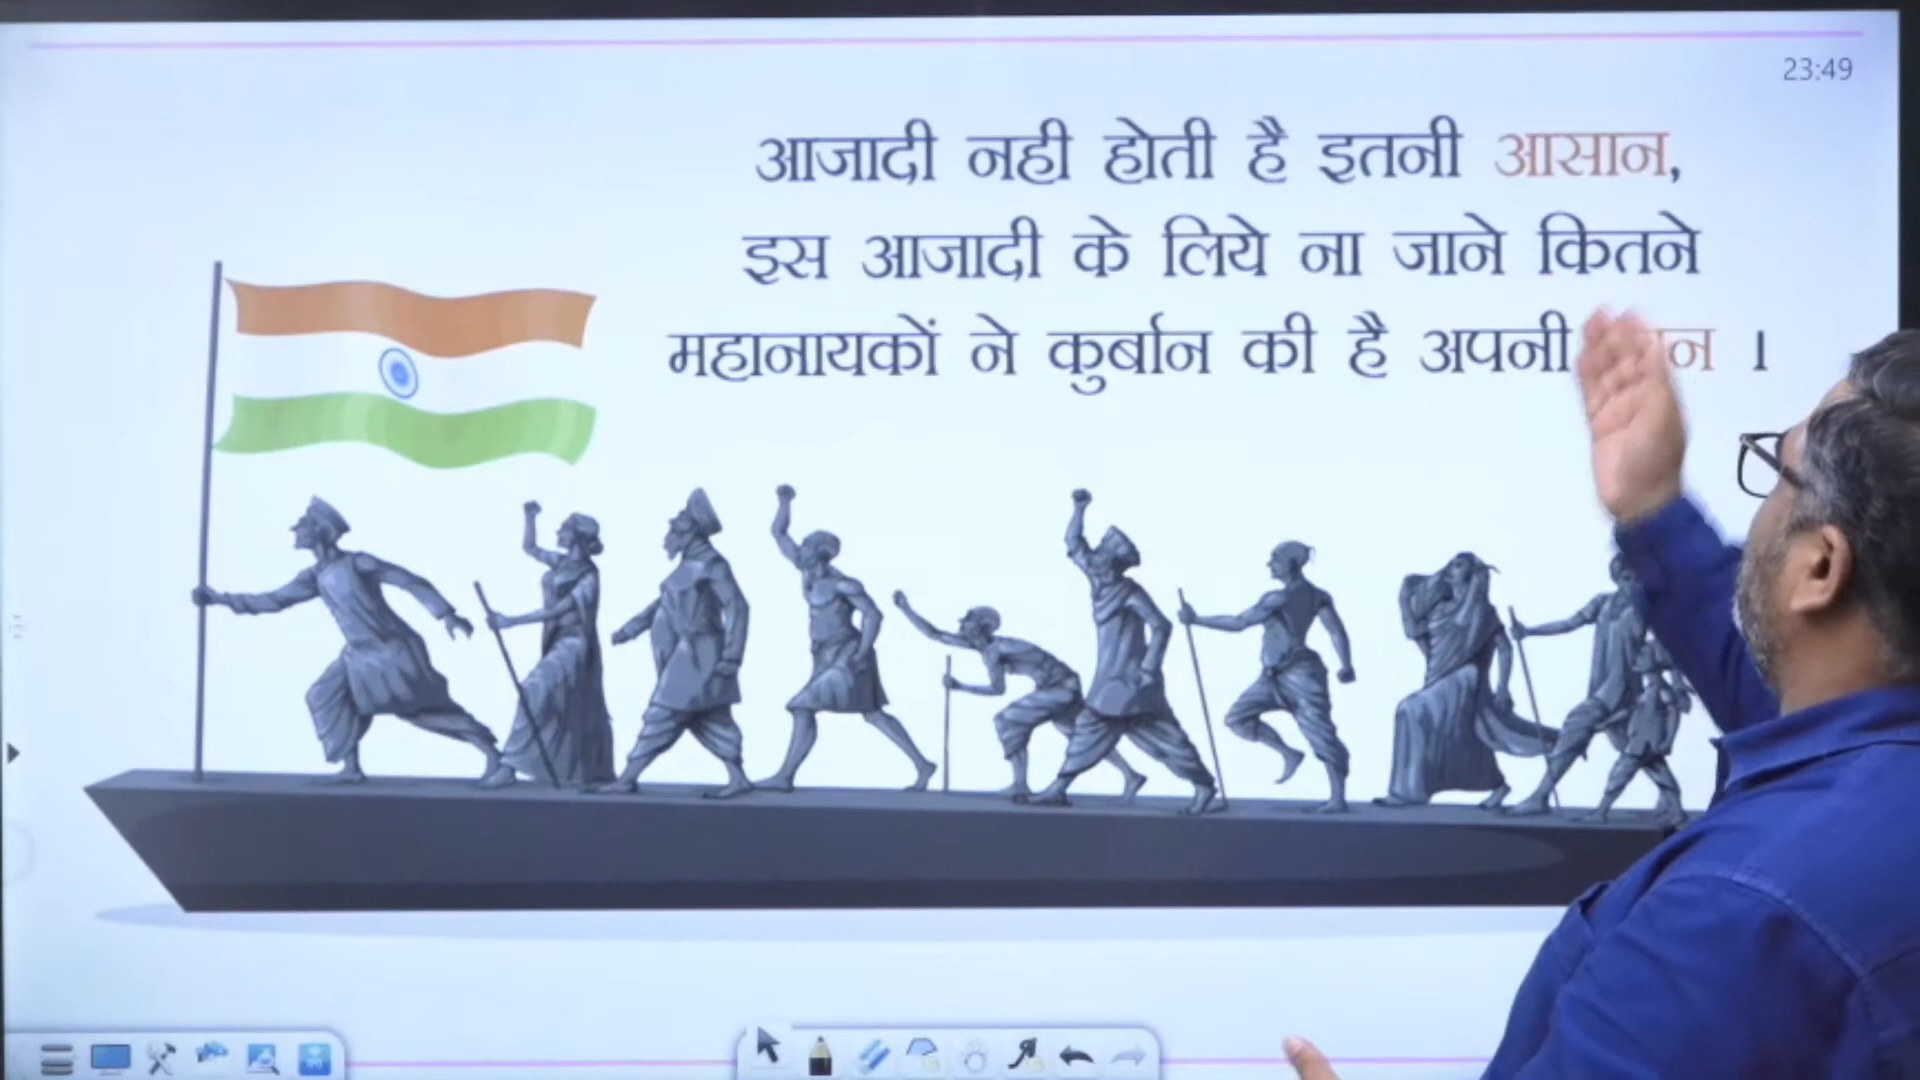 23:49
आजादी नही होती है इतनी आसान,
इस आजादी के लिये ना जाने कितने
महानायकों ने कुर्बान की है अपनी ।